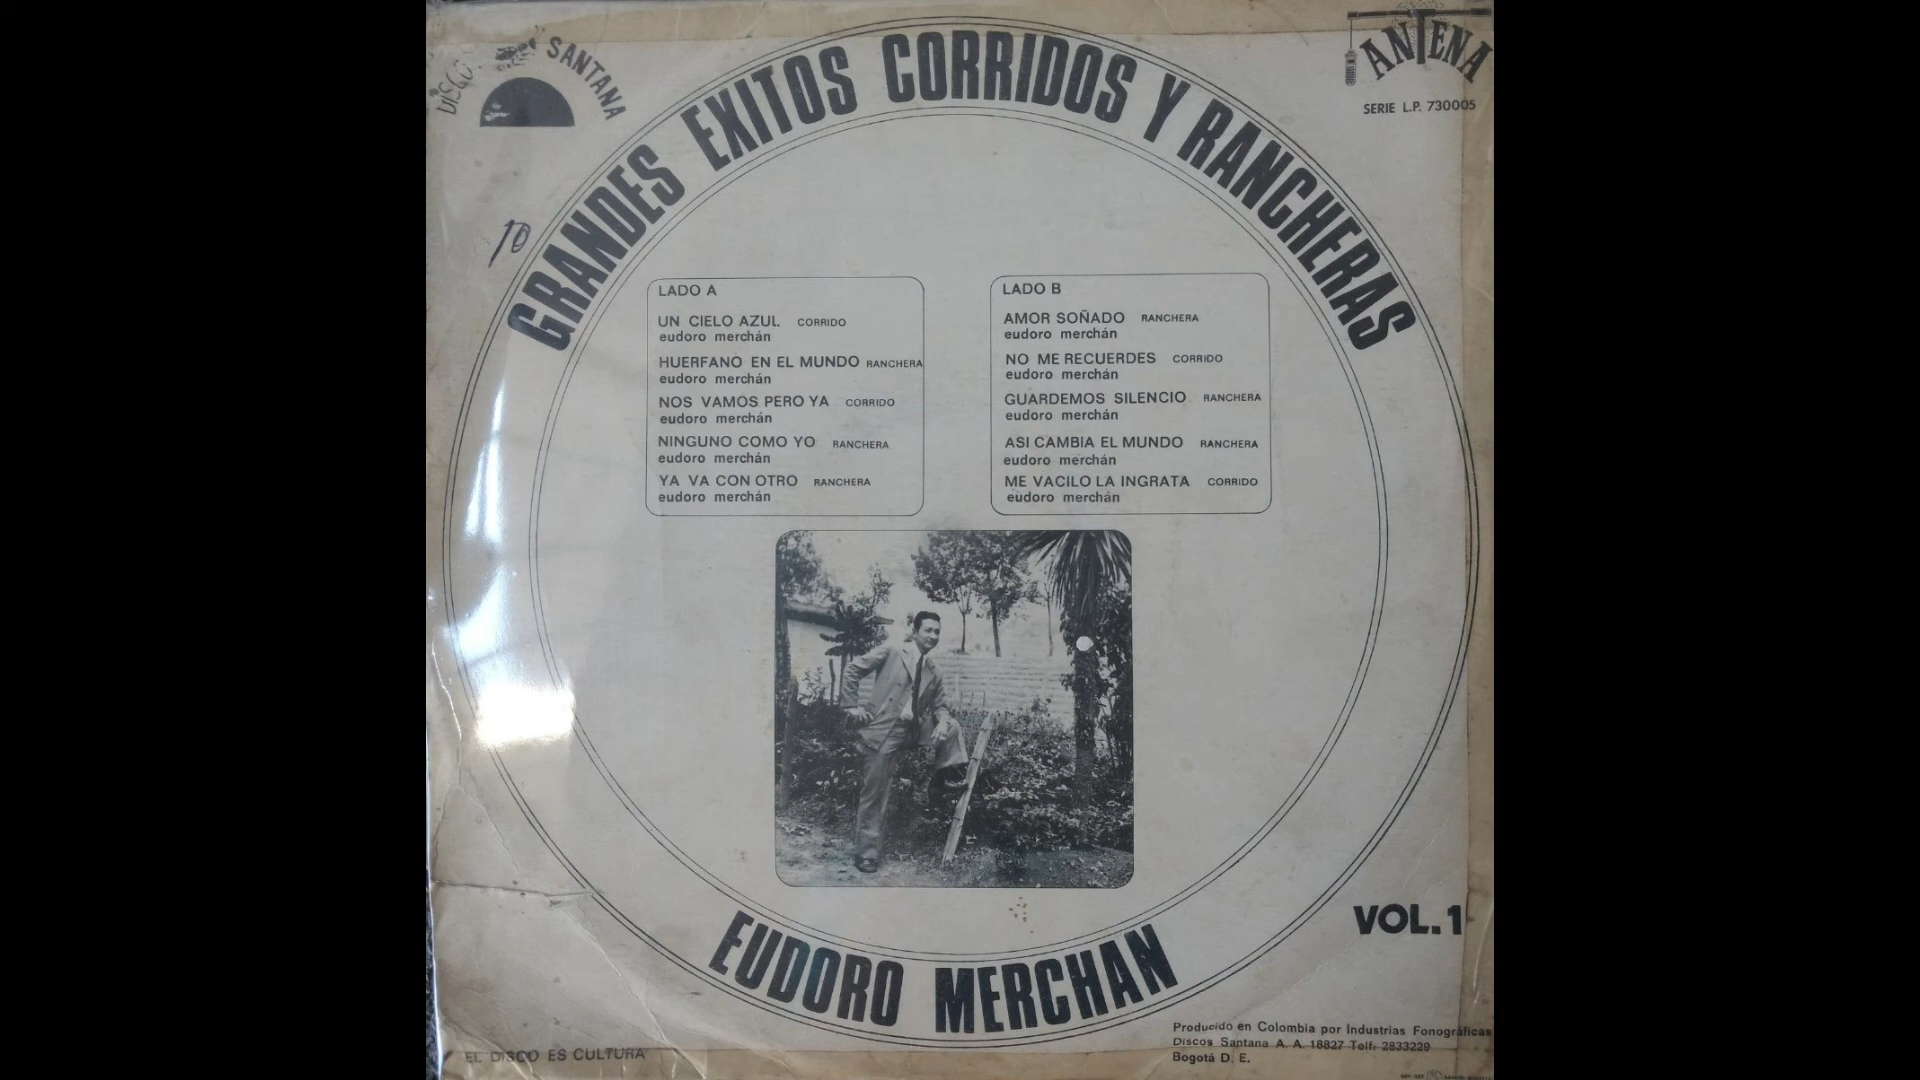 DISCO SANTANA
ANTENA
SERIE L.P. 730005
GRANDES EXITOS CORRIDOS Y RANCHERAS
10
LADO A
UN CIELO AZUL CORRIDO
eudoro merchán
HUERFANO EN EL MUNDO RANCHERA
eudoro merchán
NOS VAMOS PERO YA CORRIDO
eudoro merchán
NINGUNO COMO YO RANCHERA
eudoro merchán
YA VA CON OTRO RANCHERA
eudoro merchán
LADO B
AMOR SOÑADO RANCHERA
eudoro merchán
NO ME RECUERDES CORRIDO
eudoro merchán
GUARDEMOS SILENCIO RANCHERA
eudoro merchán
ASI CAMBIA EL MUNDO RANCHERA
eudoro merchán
ME VACILO LA INGRATA CORRIDO
eudoro merchán
VOL.1
EUDORO MERCHAN
EL DISCO ES CULTURA
Producido en Colombia por Industrias Fonográficas
Discos Santana A. A. 18827 Telf: 2833229
Bogotá D. E.